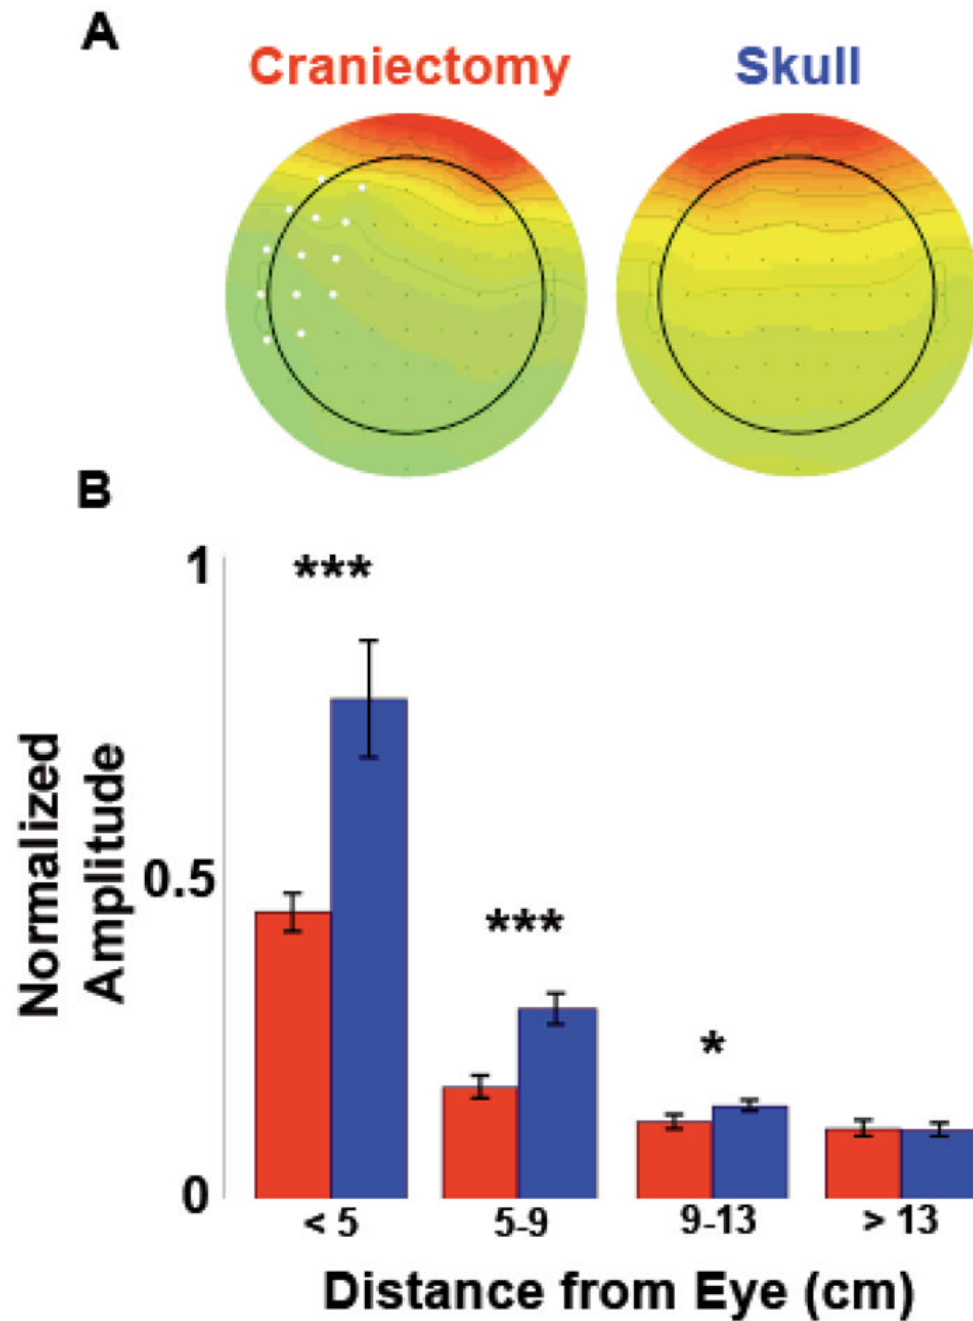 A
Craniectomy Skull
B
1
***
Normalized
Amplitude
0.5
***
*
0
< 5 5-9 9-13 > 13
Distance from Eye (cm)